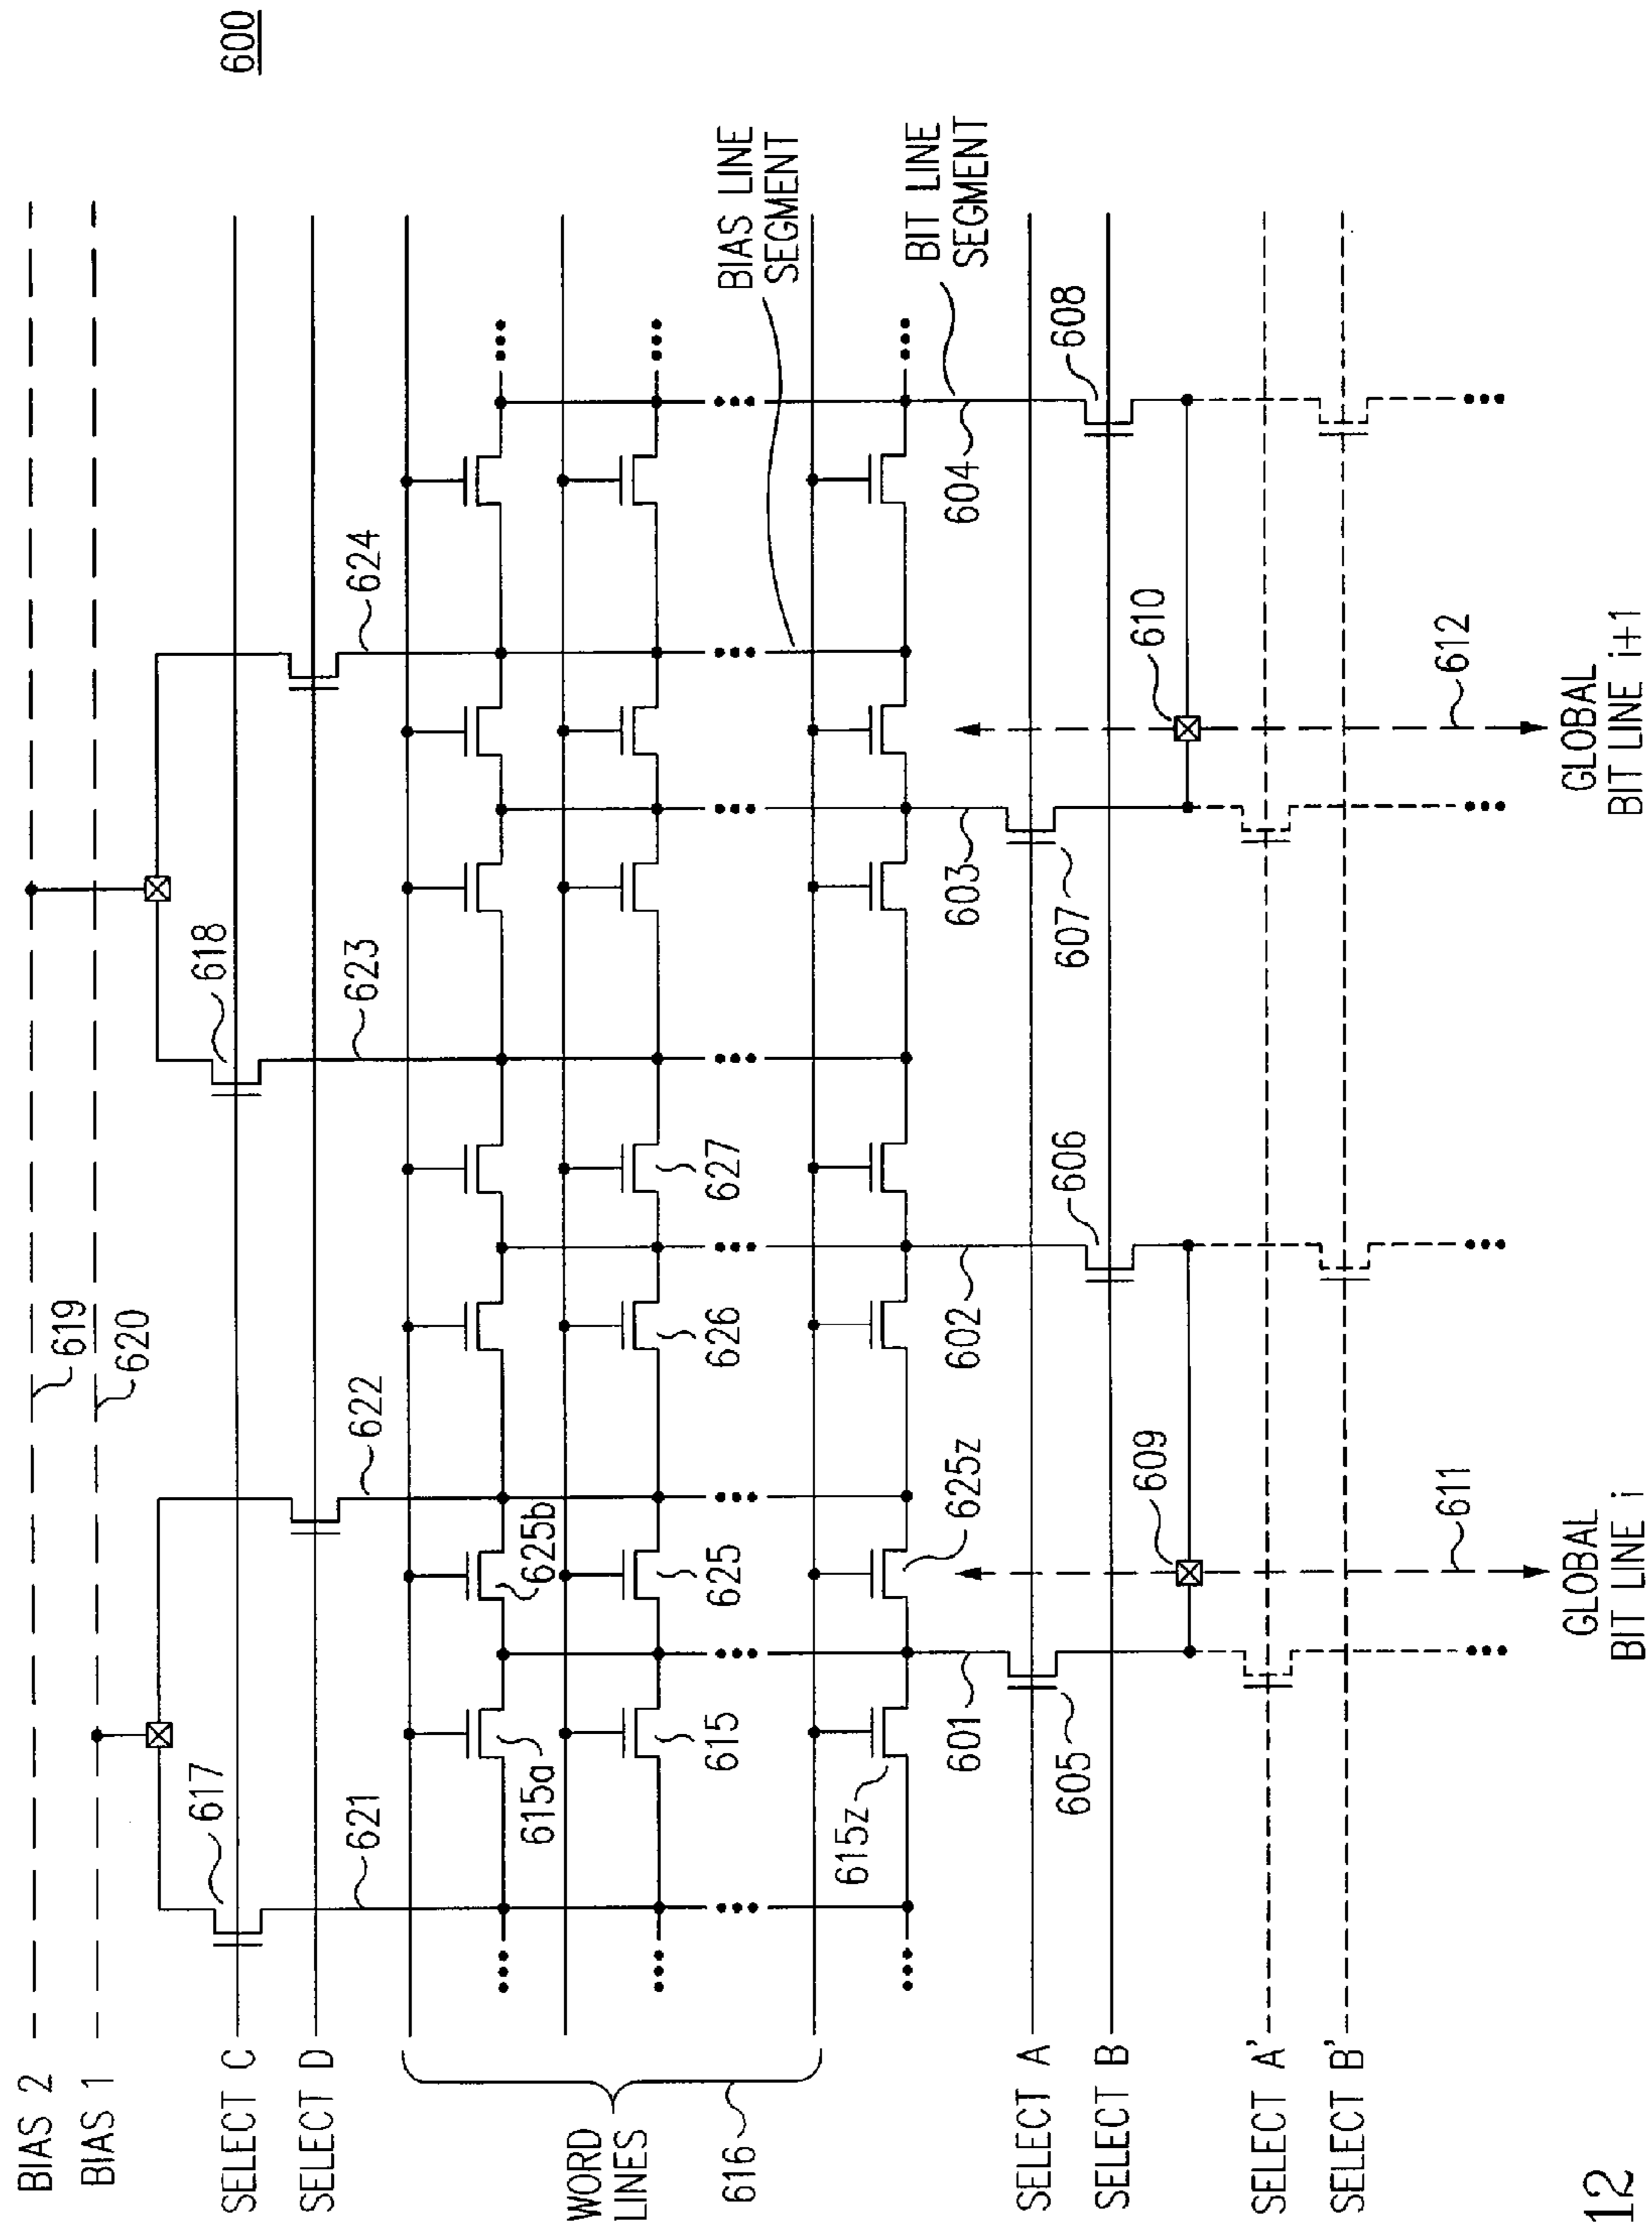 600
BIAS 2
BIAS 1
619
620
SELECT C
SELECT D
617
618
621
622
623
624
WORD
LINES
616
615a
625b
615
625
626
627
615z
625z
BIAS LINE
SEGMENT
BIT LINE
SEGMENT
601
602
603
604
SELECT A
SELECT B
605
606
607
608
609
610
SELECT A'
SELECT B'
611
612
GLOBAL
BIT LINE i
GLOBAL
BIT LINE i+1
12